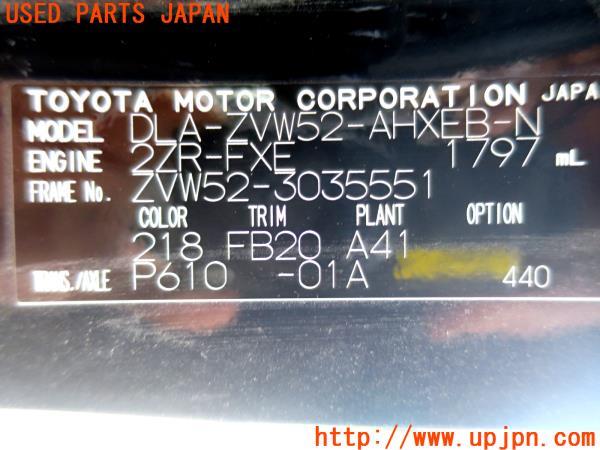 USED PARTS JAPAN
TOYOTA MOTOR CORPORATION JAPA
MODEL DLA-ZVW52-AHXEB-N
ENGINE 2ZR-FXE 1797 mL
FRAME No. ZVW52-3035551
COLOR TRIM PLANT OPTION
218 FB20 A41
TRANS./AXLE P610 -01A 440
http://www.upjpn.com